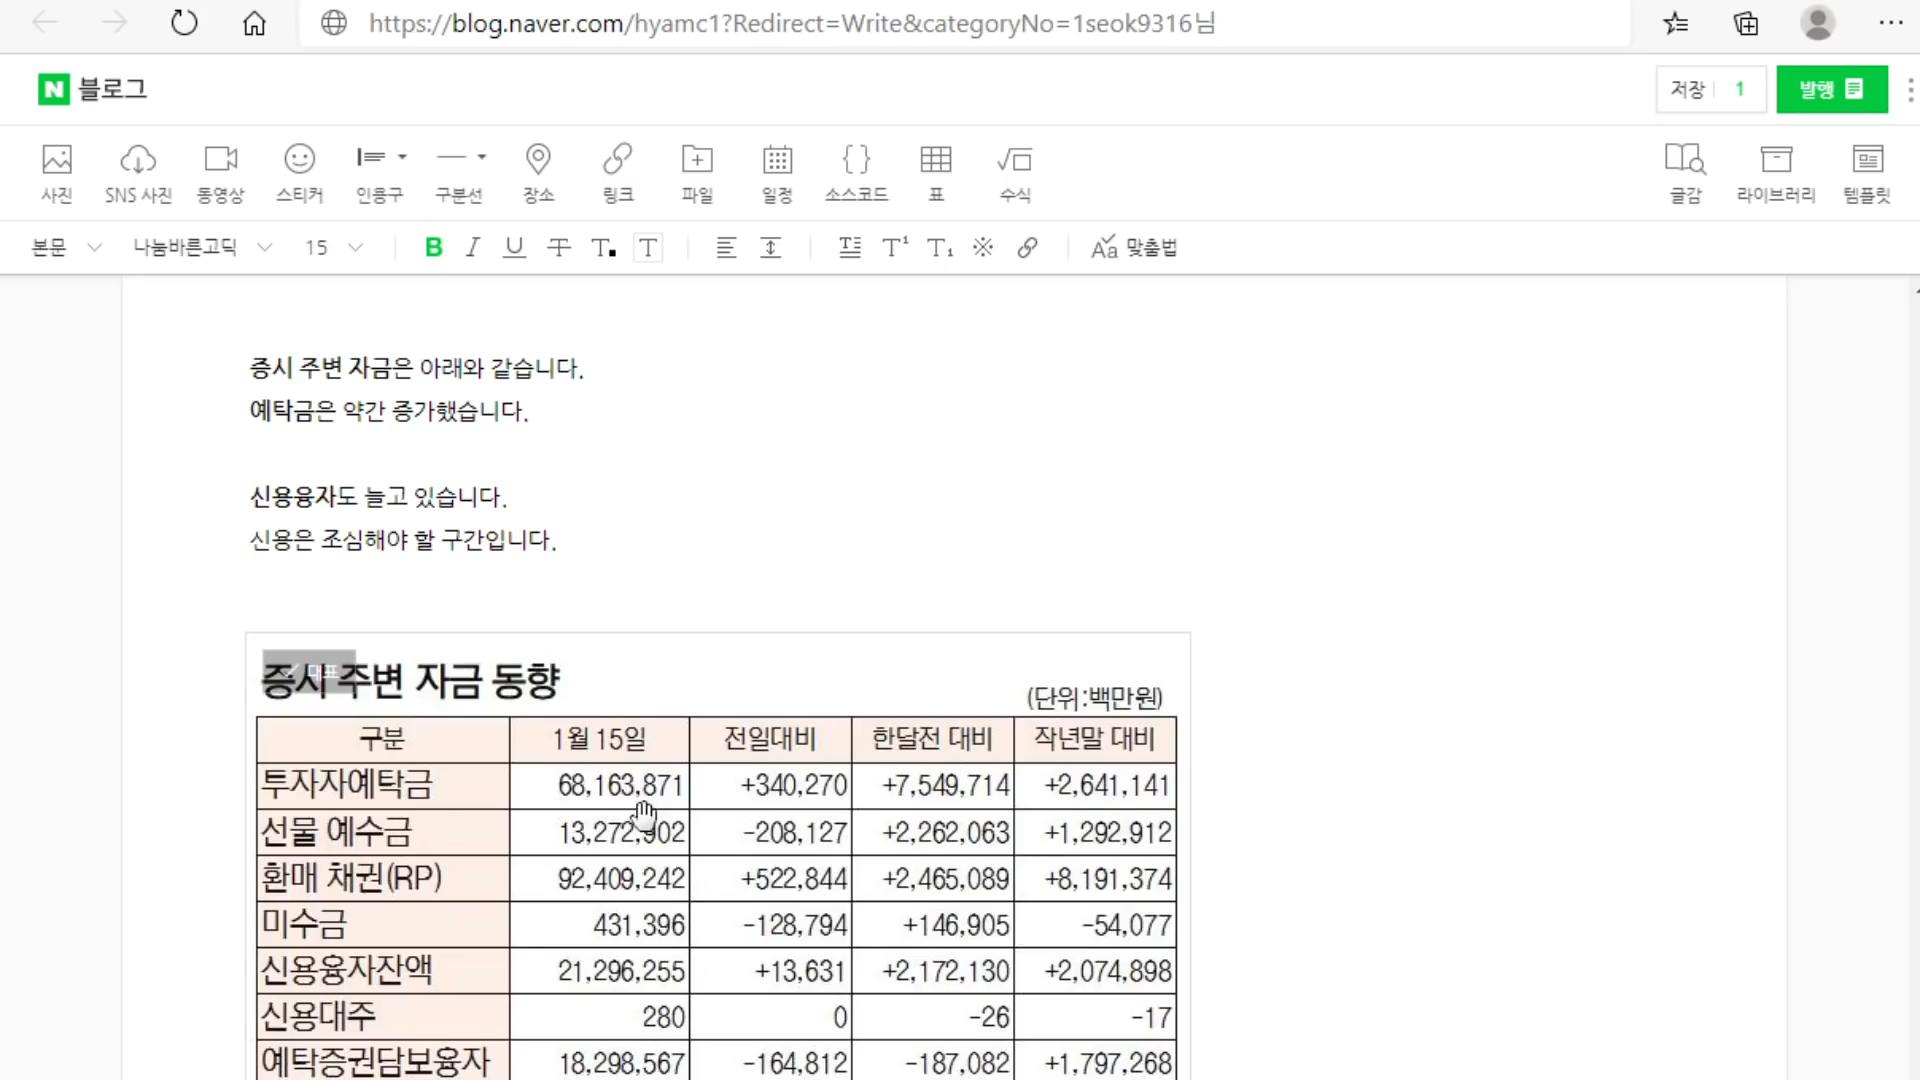 https://blog.naver.com/hyamc1?Redirect=Write&categoryNo=1seok9316님
N 블로그
저장 1
발행
사진 SNS 사진 동영상 스티커 인용구 구분선 장소 링크 파일 일정 소스코드 표 수식 글감 라이브러리 템플릿
본문 나눔바른고딕 15 B I U T T. T T¹ T₁ ※ 맞춤법
증시 주변 자금은 아래와 같습니다.
예탁금은 약간 증가했습니다.
신용융자도 늘고 있습니다.
신용은 조심해야 할 구간입니다.
대표
증시 주변 자금 동향
(단위:백만원)
구분 1월 15일 전일대비 한달전 대비 작년말 대비
투자자예탁금 68,163,871 +340,270 +7,549,714 +2,641,141
선물 예수금 13,272,902 -208,127 +2,262,063 +1,292,912
환매 채권(RP) 92,409,242 +522,844 +2,465,089 +8,191,374
미수금 431,396 -128,794 +146,905 -54,077
신용융자잔액 21,296,255 +13,631 +2,172,130 +2,074,898
신용대주 280 0 -26 -17
예탁증권담보융자 18,298,567 -164,812 -187,082 +1,797,268